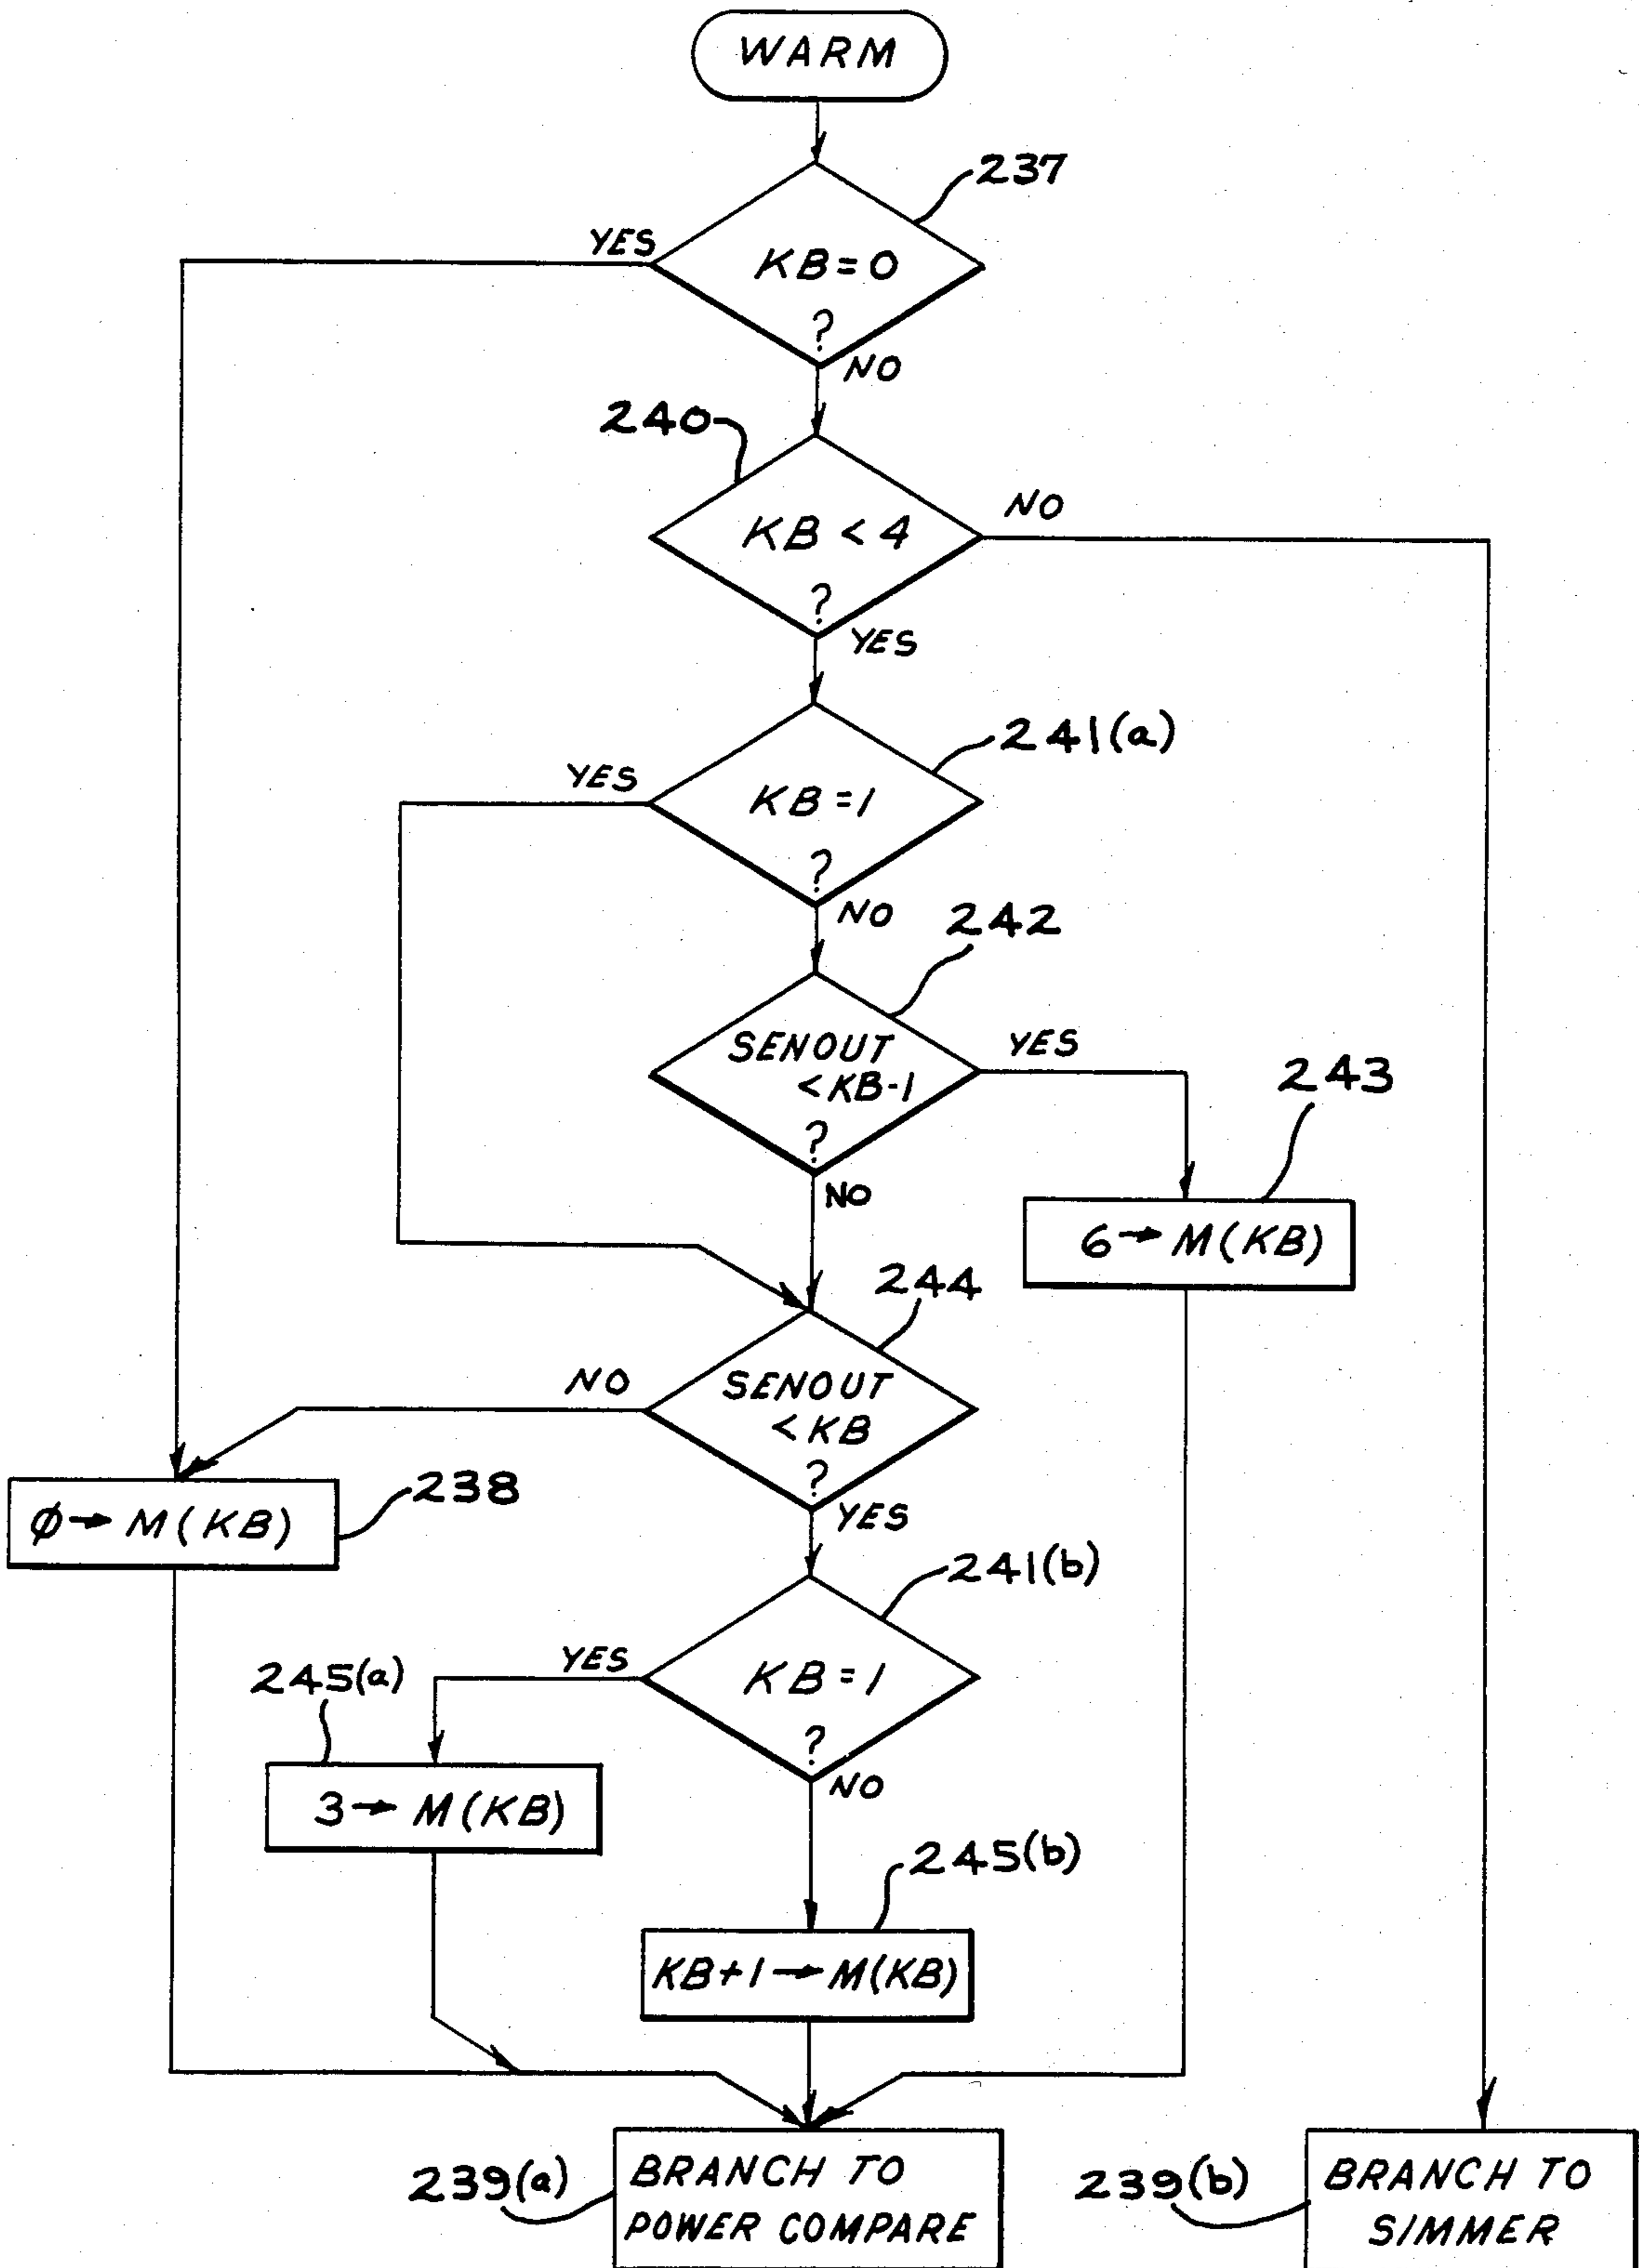 WARM
237
YES
KB=0
?
NO
240
NO
KB < 4
?
YES
241(a)
YES
KB=1
?
NO
242
SENOUT
<KB-1
?
YES
243
NO
6→M(KB)
244
NO
SENOUT
<KB
?
YES
238
φ→M(KB)
241(b)
245(a)
YES
KB=1
?
NO
3→M(KB)
245(b)
KB+1→M(KB)
239(a)
BRANCH TO
POWER COMPARE
239(b)
BRANCH TO
SIMMER